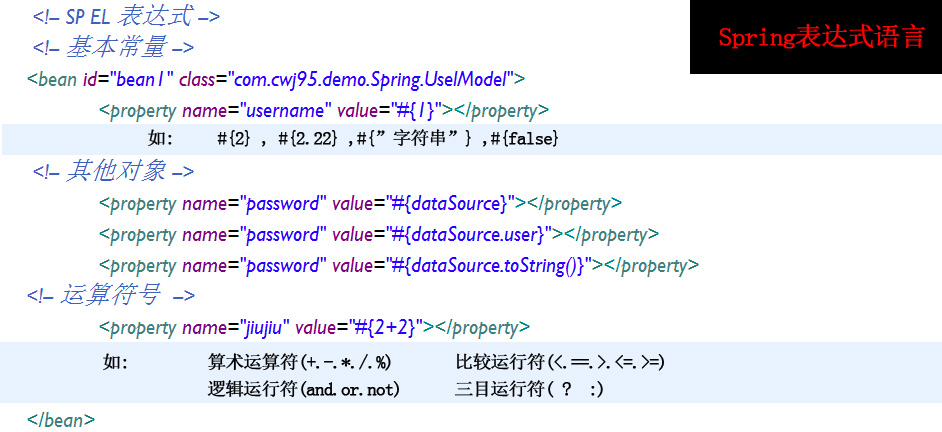 <!– SP EL 表达式 –>
Spring表达式语言
<!– 基本常量 –>
<bean id="bean1" class="com.cwj95.demo.Spring.UselModel">
<property name="username" value="#{1}"></property>
如: #{2} , #{2.22} ,#{”字符串”} ,#{false}
<!– 其他对象 –>
<property name="password" value="#{dataSource}"></property>
<property name="password" value="#{dataSource.user}"></property>
<property name="password" value="#{dataSource.toString()}"></property>
<!– 运算符号 –>
<property name="jiujiu" value="#{2+2}"></property>
如: 算术运算符(+.-.*./.%) 比较运行符(<.==.>.<=.>=)
逻辑运行符(and.or.not) 三目运行符( ? :)
</bean>